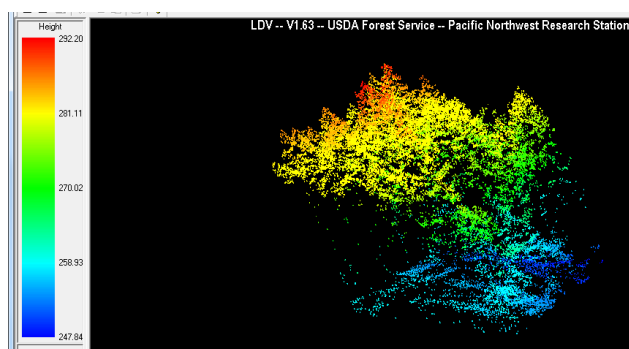 LDV -- V1.63 -- USDA Forest Service -- Pacific Northwest Research Station
Height
292.20
281.11
270.02
258.93
247.84